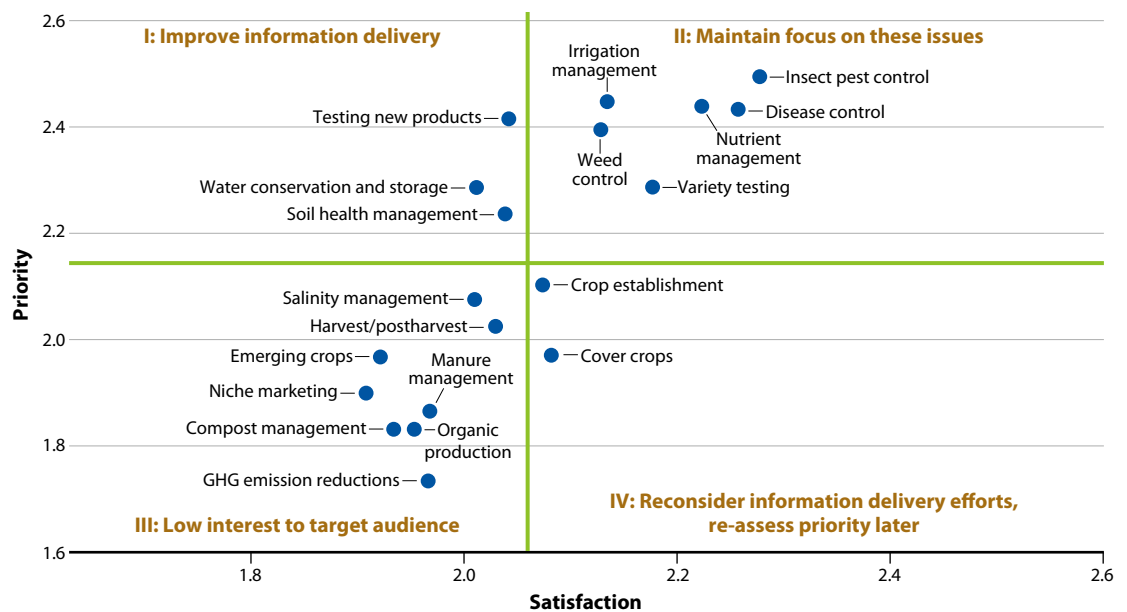 2.6
I: Improve information delivery
II: Maintain focus on these issues
Irrigation
management
Insect pest control
Testing new products
Disease control
2.4
Nutrient
management
Weed
control
Water conservation and storage
Variety testing
Soil health management
2.2
Priority
Crop establishment
Salinity management
Harvest/postharvest
2.0
Emerging crops
Manure
management
Cover crops
Niche marketing
Compost management
Organic
production
1.8
GHG emission reductions
III: Low interest to target audience
IV: Reconsider information delivery efforts,
re-assess priority later
1.6
1.8
2.0
2.2
2.4
2.6
Satisfaction